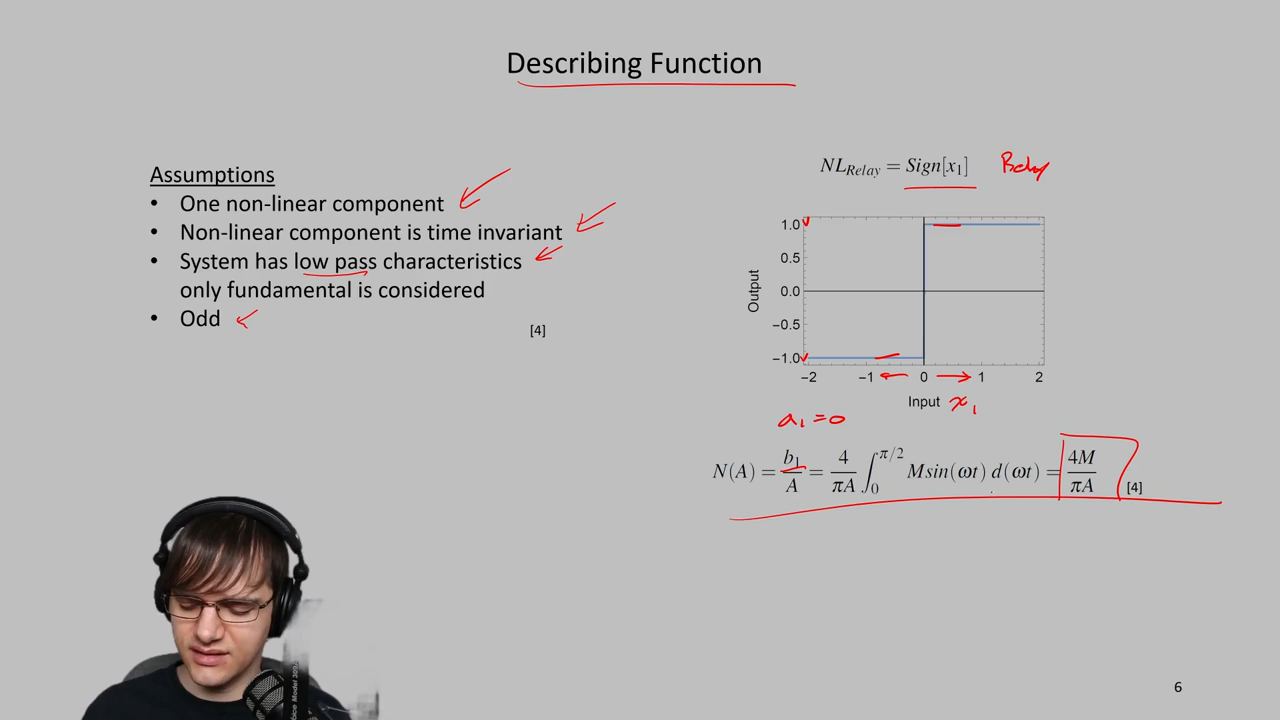 Describing Function
Assumptions
• One non-linear component
• Non-linear component is time invariant
• System has low pass characteristics
only fundamental is considered
• Odd
[4]
NL_Relay = Sign[x₁] Relay
1.0
0.5
0.0
−0.5
−1.0
Output
−2 −1 0 1 2
Input x₁
a₁ = 0
N(A) = b₁/A = 4/πA ∫₀^π/2 Msin(ωt) d(ωt) = 4M/πA [4]
6